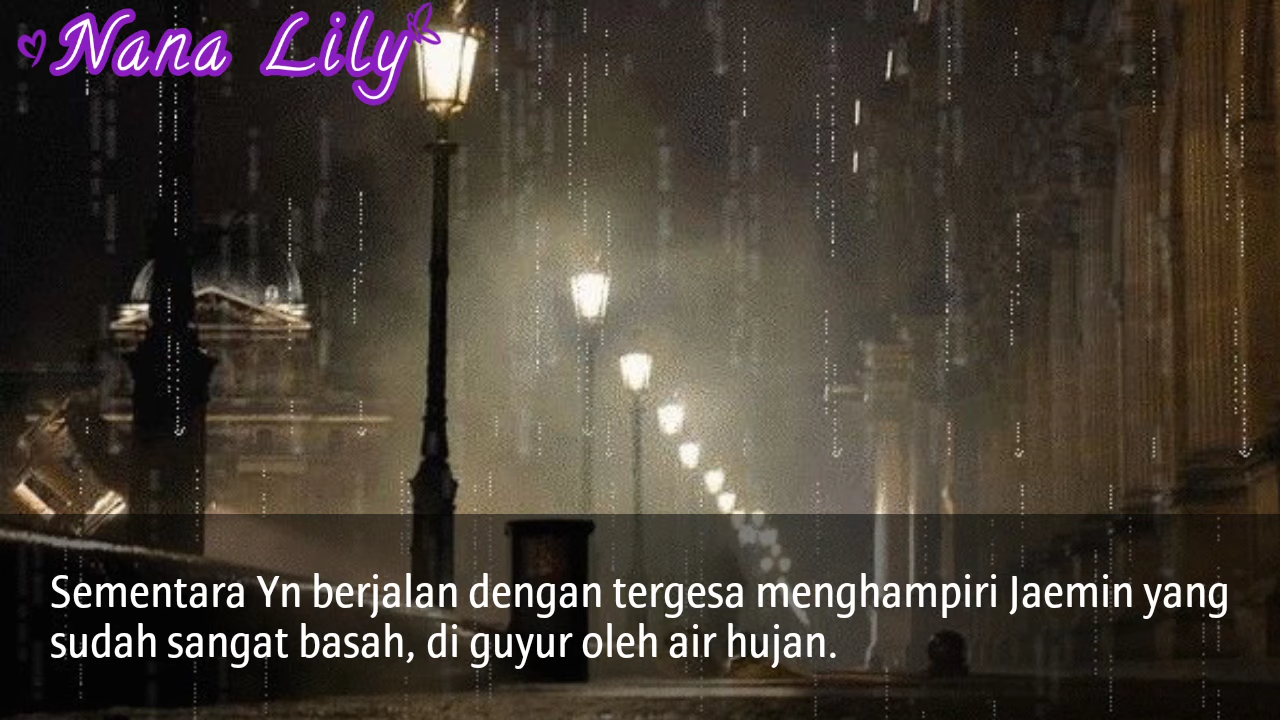 Nana Lily
Sementara Yn berjalan dengan tergesa menghampiri Jaemin yang
sudah sangat basah, di guyur oleh air hujan.